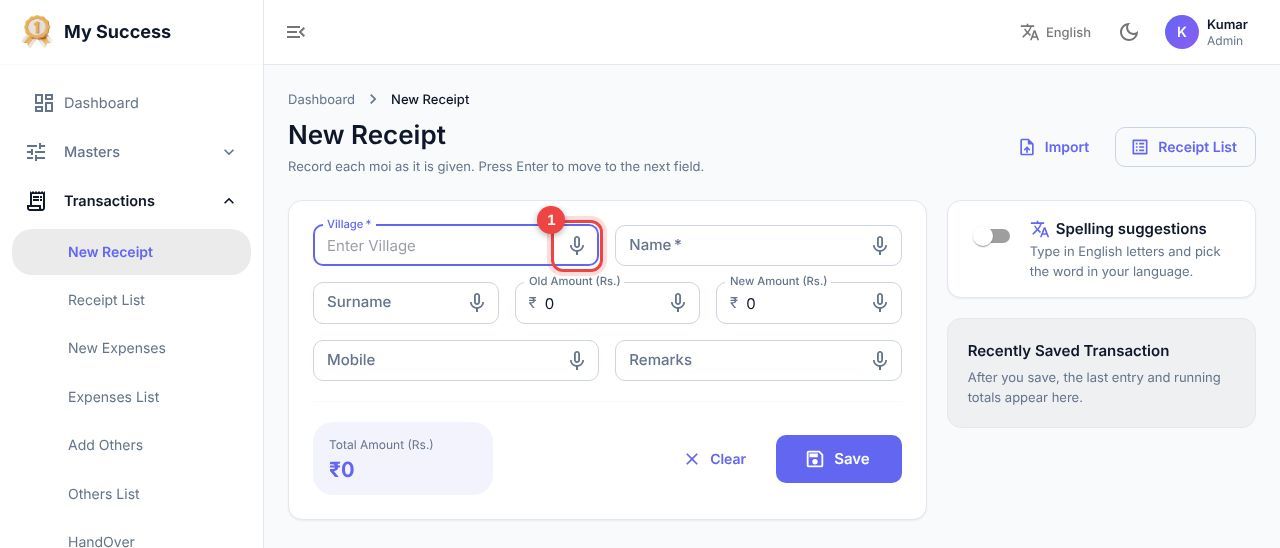 My Success
English
K
Kumar
Admin
Dashboard
Masters
Transactions
New Receipt
Receipt List
New Expenses
Expenses List
Add Others
Others List
HandOver
Dashboard > New Receipt
New Receipt
Record each moi as it is given. Press Enter to move to the next field.
Import
Receipt List
Village *
Enter Village
1
Name *
Surname
Old Amount (Rs.)
₹ 0
New Amount (Rs.)
₹ 0
Mobile
Remarks
Total Amount (Rs.)
₹0
Clear
Save
Spelling suggestions
Type in English letters and pick
the word in your language.
Recently Saved Transaction
After you save, the last entry and running
totals appear here.